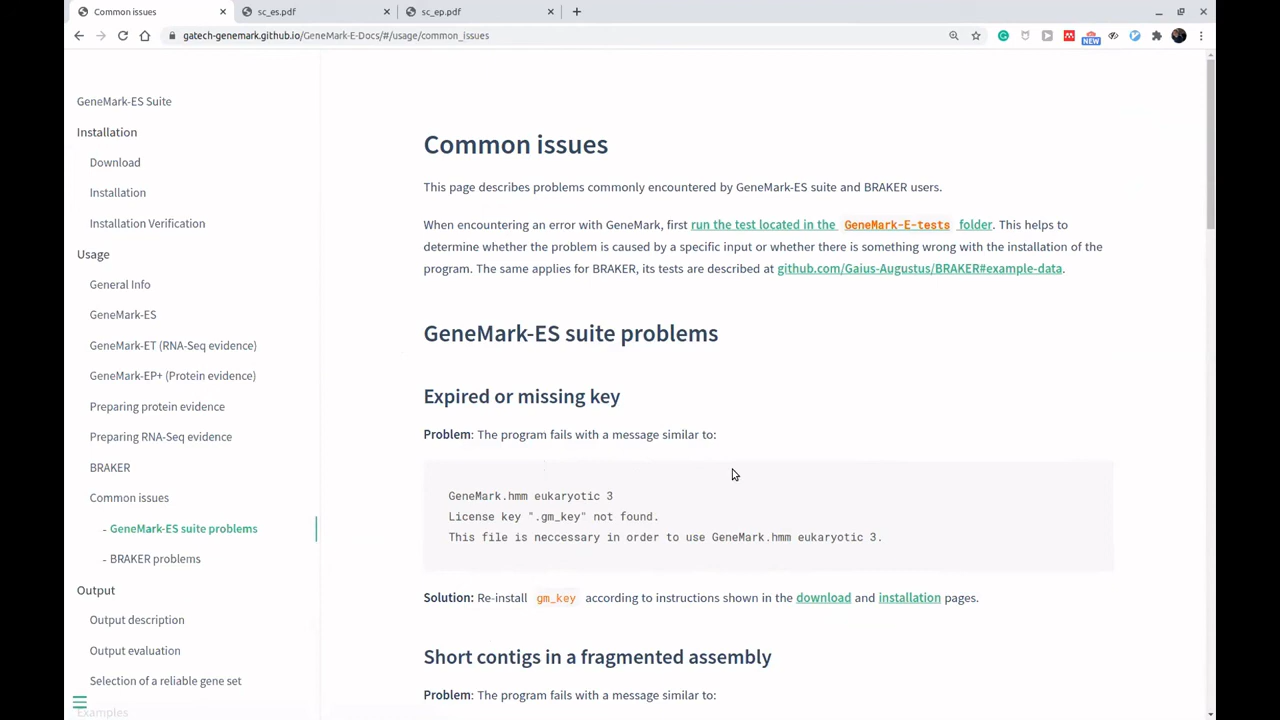 Common issues
sc_es.pdf
sc_ep.pdf
gatech-genemark.github.io/GeneMark-E-Docs/#/usage/common_issues
NEW
GeneMark-ES Suite
Installation
Download
Installation
Installation Verification
Usage
General Info
GeneMark-ES
GeneMark-ET (RNA-Seq evidence)
GeneMark-EP+ (Protein evidence)
Preparing protein evidence
Preparing RNA-Seq evidence
BRAKER
Common issues
- GeneMark-ES suite problems
- BRAKER problems
Output
Output description
Output evaluation
Selection of a reliable gene set
Examples
Common issues
This page describes problems commonly encountered by GeneMark-ES suite and BRAKER users.
When encountering an error with GeneMark, first run the test located in the GeneMark-E-tests folder. This helps to
determine whether the problem is caused by a specific input or whether there is something wrong with the installation of the
program. The same applies for BRAKER, its tests are described at github.com/Gaius-Augustus/BRAKER#example-data.
GeneMark-ES suite problems
Expired or missing key
Problem: The program fails with a message similar to:
GeneMark.hmm eukaryotic 3
License key ".gm_key" not found.
This file is neccessary in order to use GeneMark.hmm eukaryotic 3.
Solution: Re-install gm_key according to instructions shown in the download and installation pages.
Short contigs in a fragmented assembly
Problem: The program fails with a message similar to: